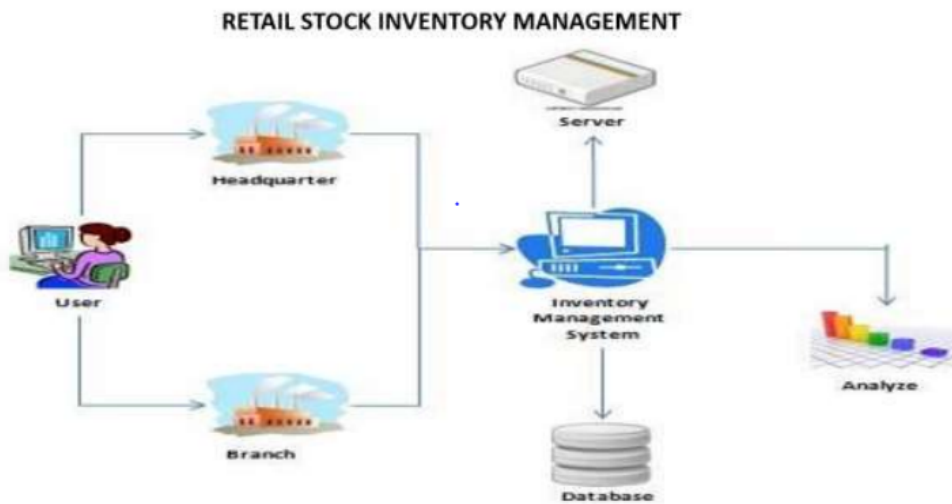 RETAIL STOCK INVENTORY MANAGEMENT
Server
Headquarter
User
Inventory
Management
System
Analyze
Branch
Database